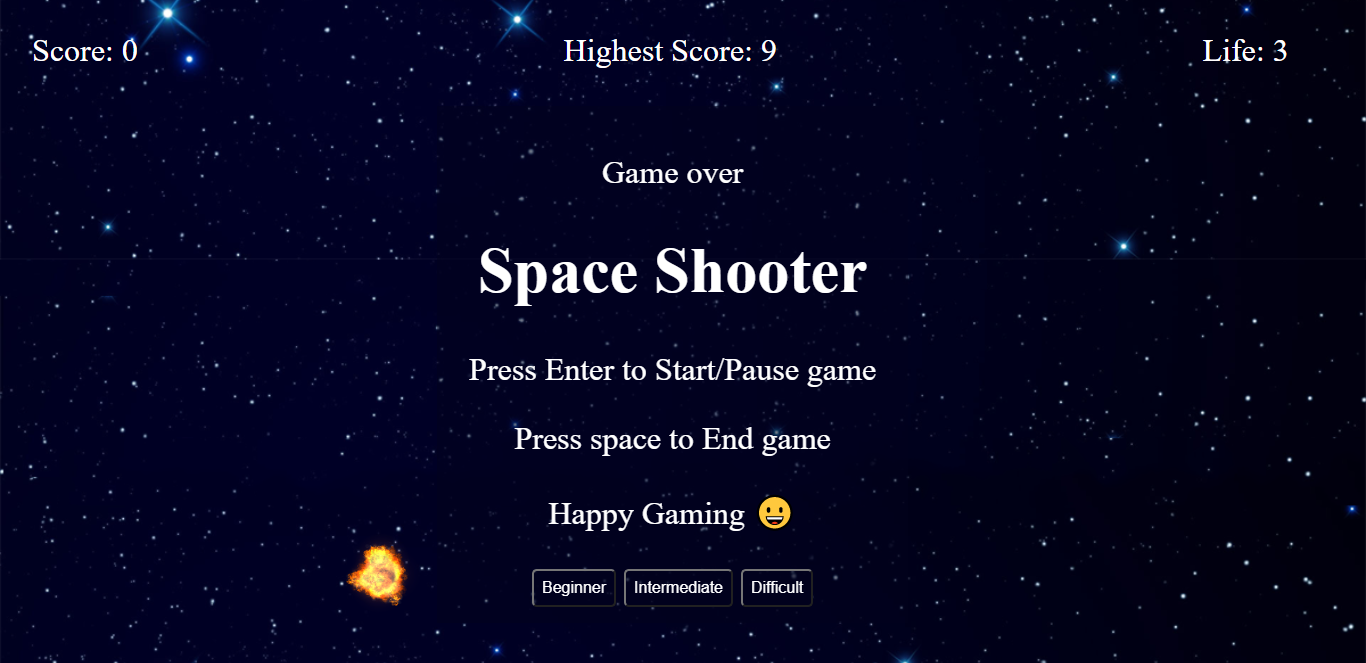 Score: 0 Highest Score: 9 Life: 3
Game over
Space Shooter
Press Enter to Start/Pause game
Press space to End game
Happy Gaming 😀
Beginner Intermediate Difficult